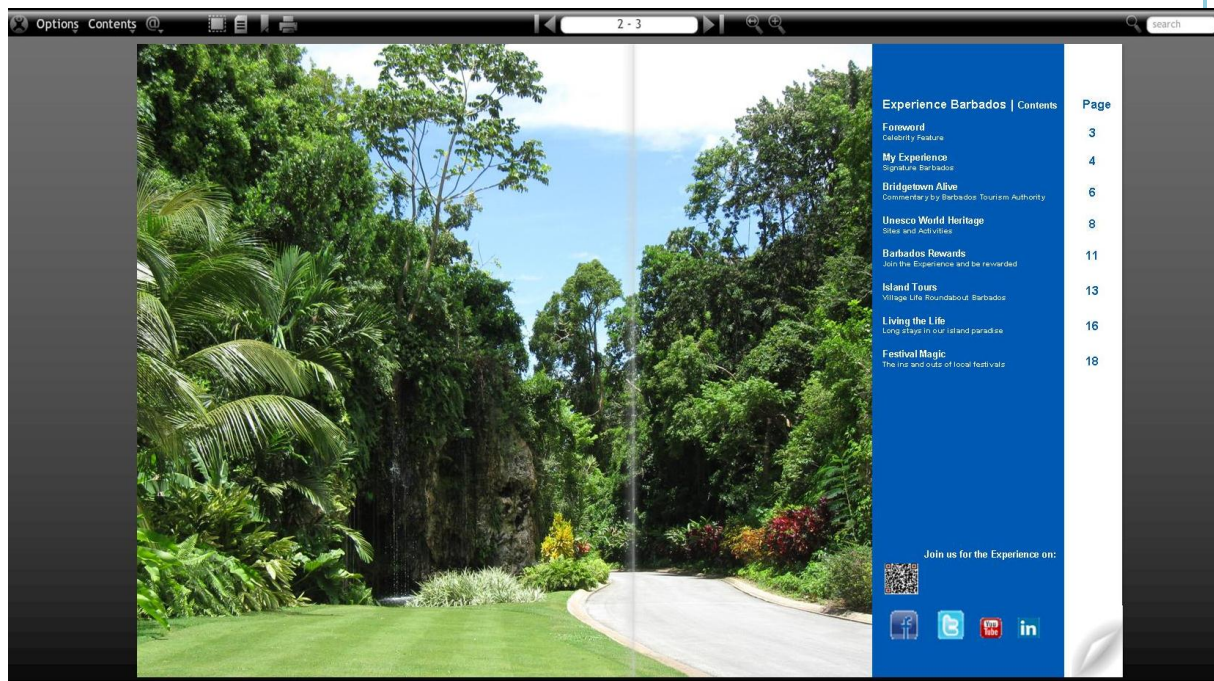 Options Contents @
2 - 3
search
Experience Barbados | Contents Page
Foreword
Celebrity Feature
3
My Experience
Signature Barbados
4
Bridgetown Alive
Commentary by Barbados Tourism Authority
6
Unesco World Heritage
Sites and Activities
8
Barbados Rewards
Join the Experience and be rewarded
11
Island Tours
Village Life Roundabout Barbados
13
Living the Life
Long stays in our island paradise
16
Festival Magic
The ins and outs of local festivals
18
Join us for the Experience on:
f
t
You
Tube
in